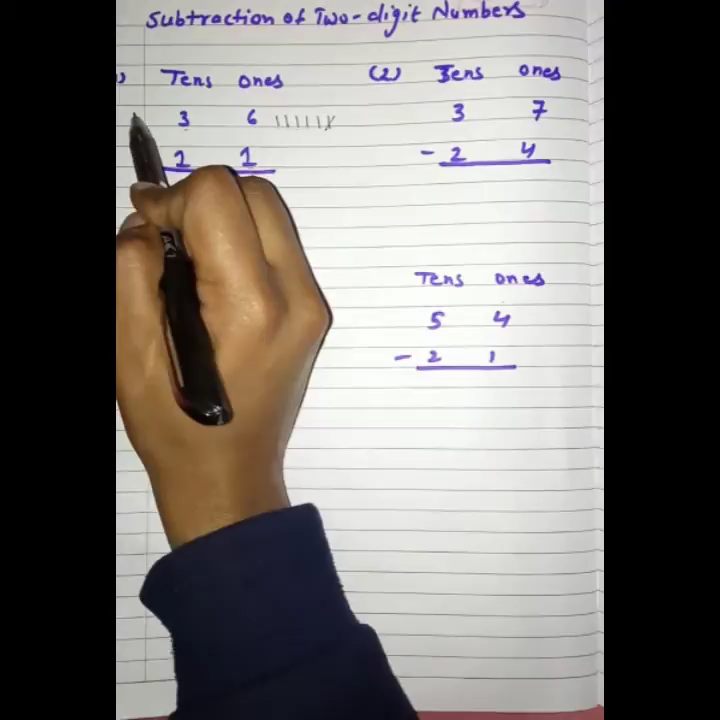 Subtraction of Two-digit Numbers
) Tens ones
3 6
1 1
(2) Tens ones
3 7
- 2 4
Tens ones
5 4
- 2 1